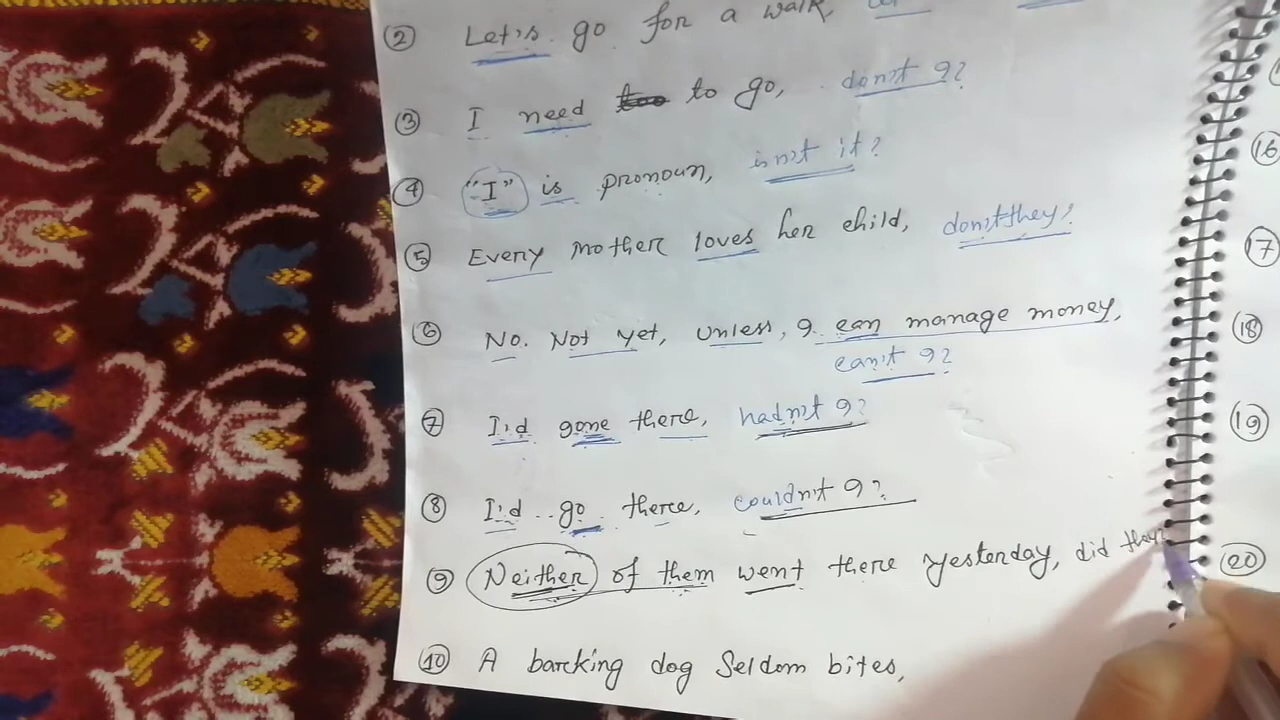 ② Let's go for a walk,
③ I need to go, don't I?
④ "I" is pronoun, isn't it?
⑤ Every mother loves her child, don't they?
⑥ No. Not yet, unless, I can manage money,
can't I?
⑦ I'd gone there, hadn't I?
⑧ I'd go there, couldn't I?
⑨ Neither of them went there yesterday, did they?
⑩ A barking dog Seldom bites,
16
17
18
19
20